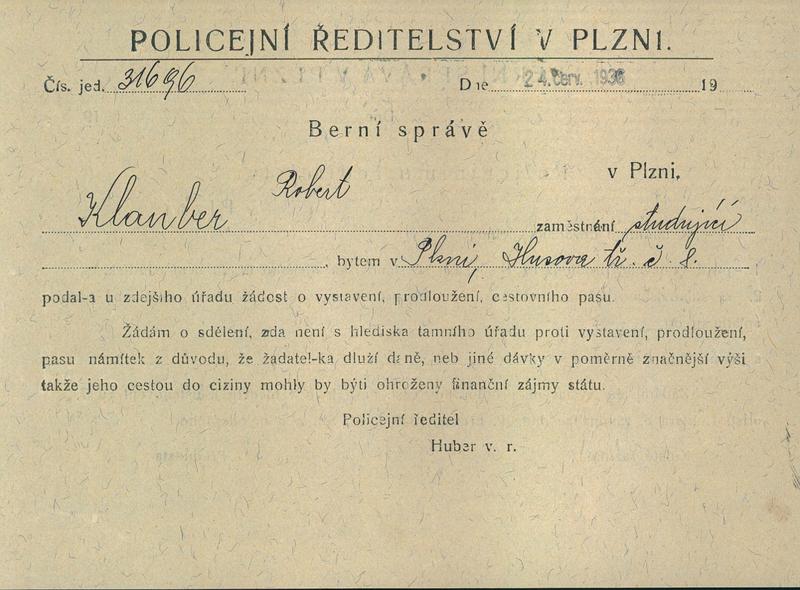 POLICEJNÍ ŘEDITELSTVÍ V PLZNI.
Čís. jed. 31696 Dne 24. červ. 1936 19
Berní správě
v Plzni,
Klauber Robert zaměstnání studující
, bytem v Plzni, Husova tř. č 8.
podal-a u zdejšího úřadu žádost o vystavení, prodloužení, cestovního pasu.
Žádám o sdělení, zda není s hlediska tamního úřadu proti vystavení, prodloužení,
pasu námitek z důvodu, že žadatel-ka dluží daně, neb jiné dávky v poměrně značnější výši
takže jeho cestou do ciziny mohly by býti ohroženy finanční zájmy státu.
Policejní ředitel
Huber v. r.